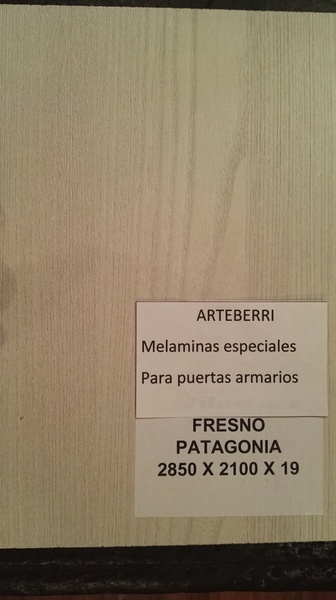 ARTEBERRI
Melaminas especiales
Para puertas armarios
FRESNO
PATAGONIA
2850 X 2100 X 19